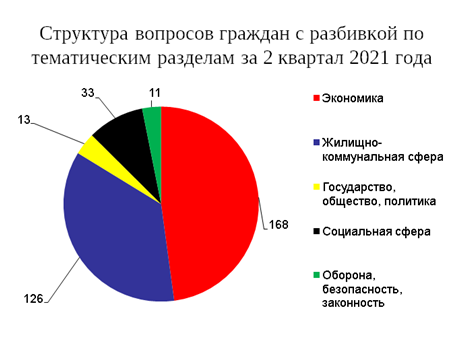 Структура вопросов граждан с разбивкой по
тематическим разделам за 2 квартал 2021 года
33
11
13
168
126
Экономика
Жилищно-
коммунальная сфера
Государство,
общество, политика
Социальная сфера
Оборона,
безопасность,
законность